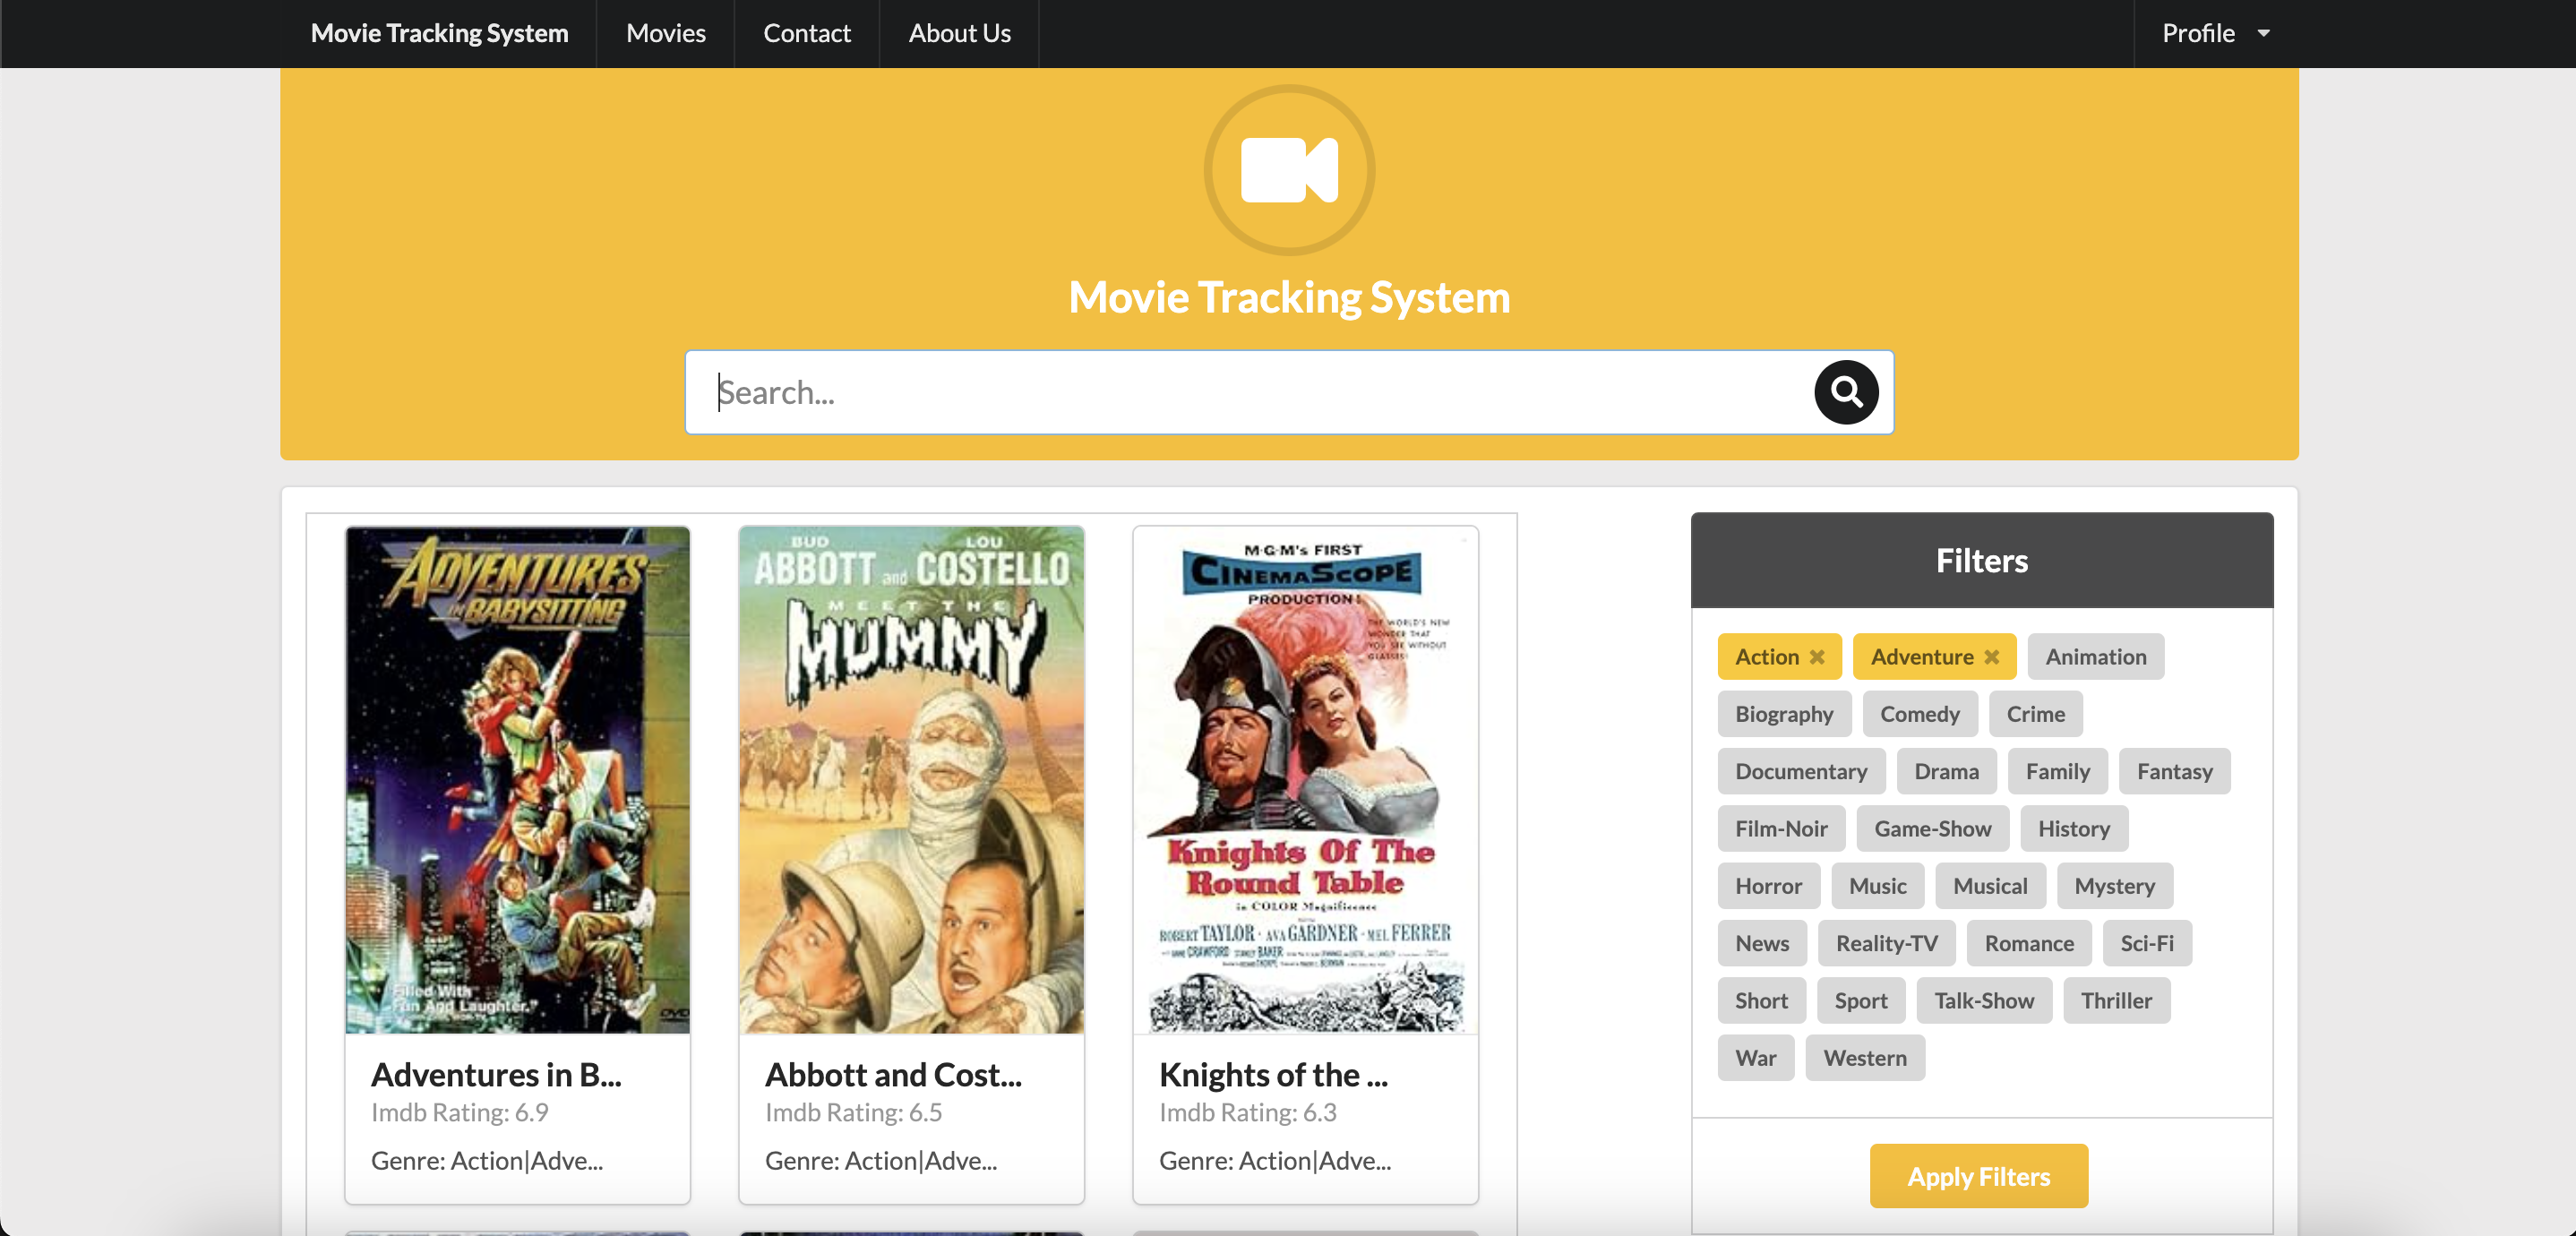 Movie Tracking System
Movies
Contact
About Us
Profile
Movie Tracking System
Search...
ADVENTURES
IN BABYSITTING
Filled With
Fun And Laughter."
DVD
Adventures in B...
Imdb Rating: 6.9
Genre: Action|Adve...
BUD LOU
ABBOTT and COSTELLO
MEET THE
MUMMY
Abbott and Cost...
Imdb Rating: 6.5
Genre: Action|Adve...
M-G-M's FIRST
CINEMASCOPE
PRODUCTION!
THE WORLD'S NEW
WONDER THAT
YOU SEE WITHOUT
GLASSES!
Knights Of The
Round Table
in COLOR Magnificence
ROBERT TAYLOR · AVA GARDNER · MEL FERRER
ANNE CRAWFORD STANLEY BAKER
Knights of the ...
Imdb Rating: 6.3
Genre: Action|Adve...
Filters
Action Adventure Animation
Biography Comedy Crime
Documentary Drama Family Fantasy
Film-Noir Game-Show History
Horror Music Musical Mystery
News Reality-TV Romance Sci-Fi
Short Sport Talk-Show Thriller
War Western
Apply Filters